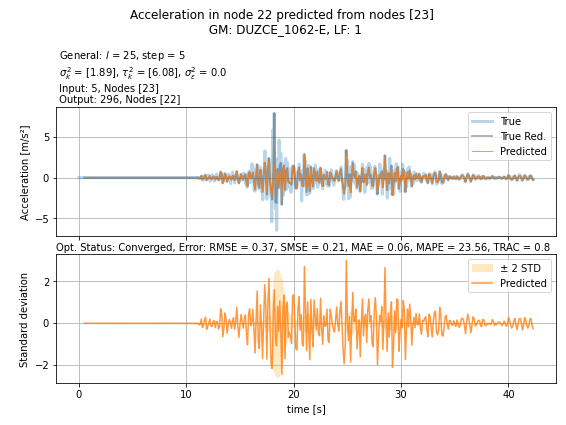 Acceleration in node 22 predicted from nodes [23]
GM: DUZCE_1062-E, LF: 1
General: l = 25, step = 5
σ²ₖ = [1.89], τ²ₖ = [6.08], σ²ₑ = 0.0
Input: 5, Nodes [23]
Output: 296, Nodes [22]
Acceleration [m/s²]
5
0
−5
True
True Red.
Predicted
Opt. Status: Converged, Error: RMSE = 0.37, SMSE = 0.21, MAE = 0.06, MAPE = 23.56, TRAC = 0.8
Standard deviation
2
0
−2
± 2 STD
Predicted
0 10 20 30 40
time [s]